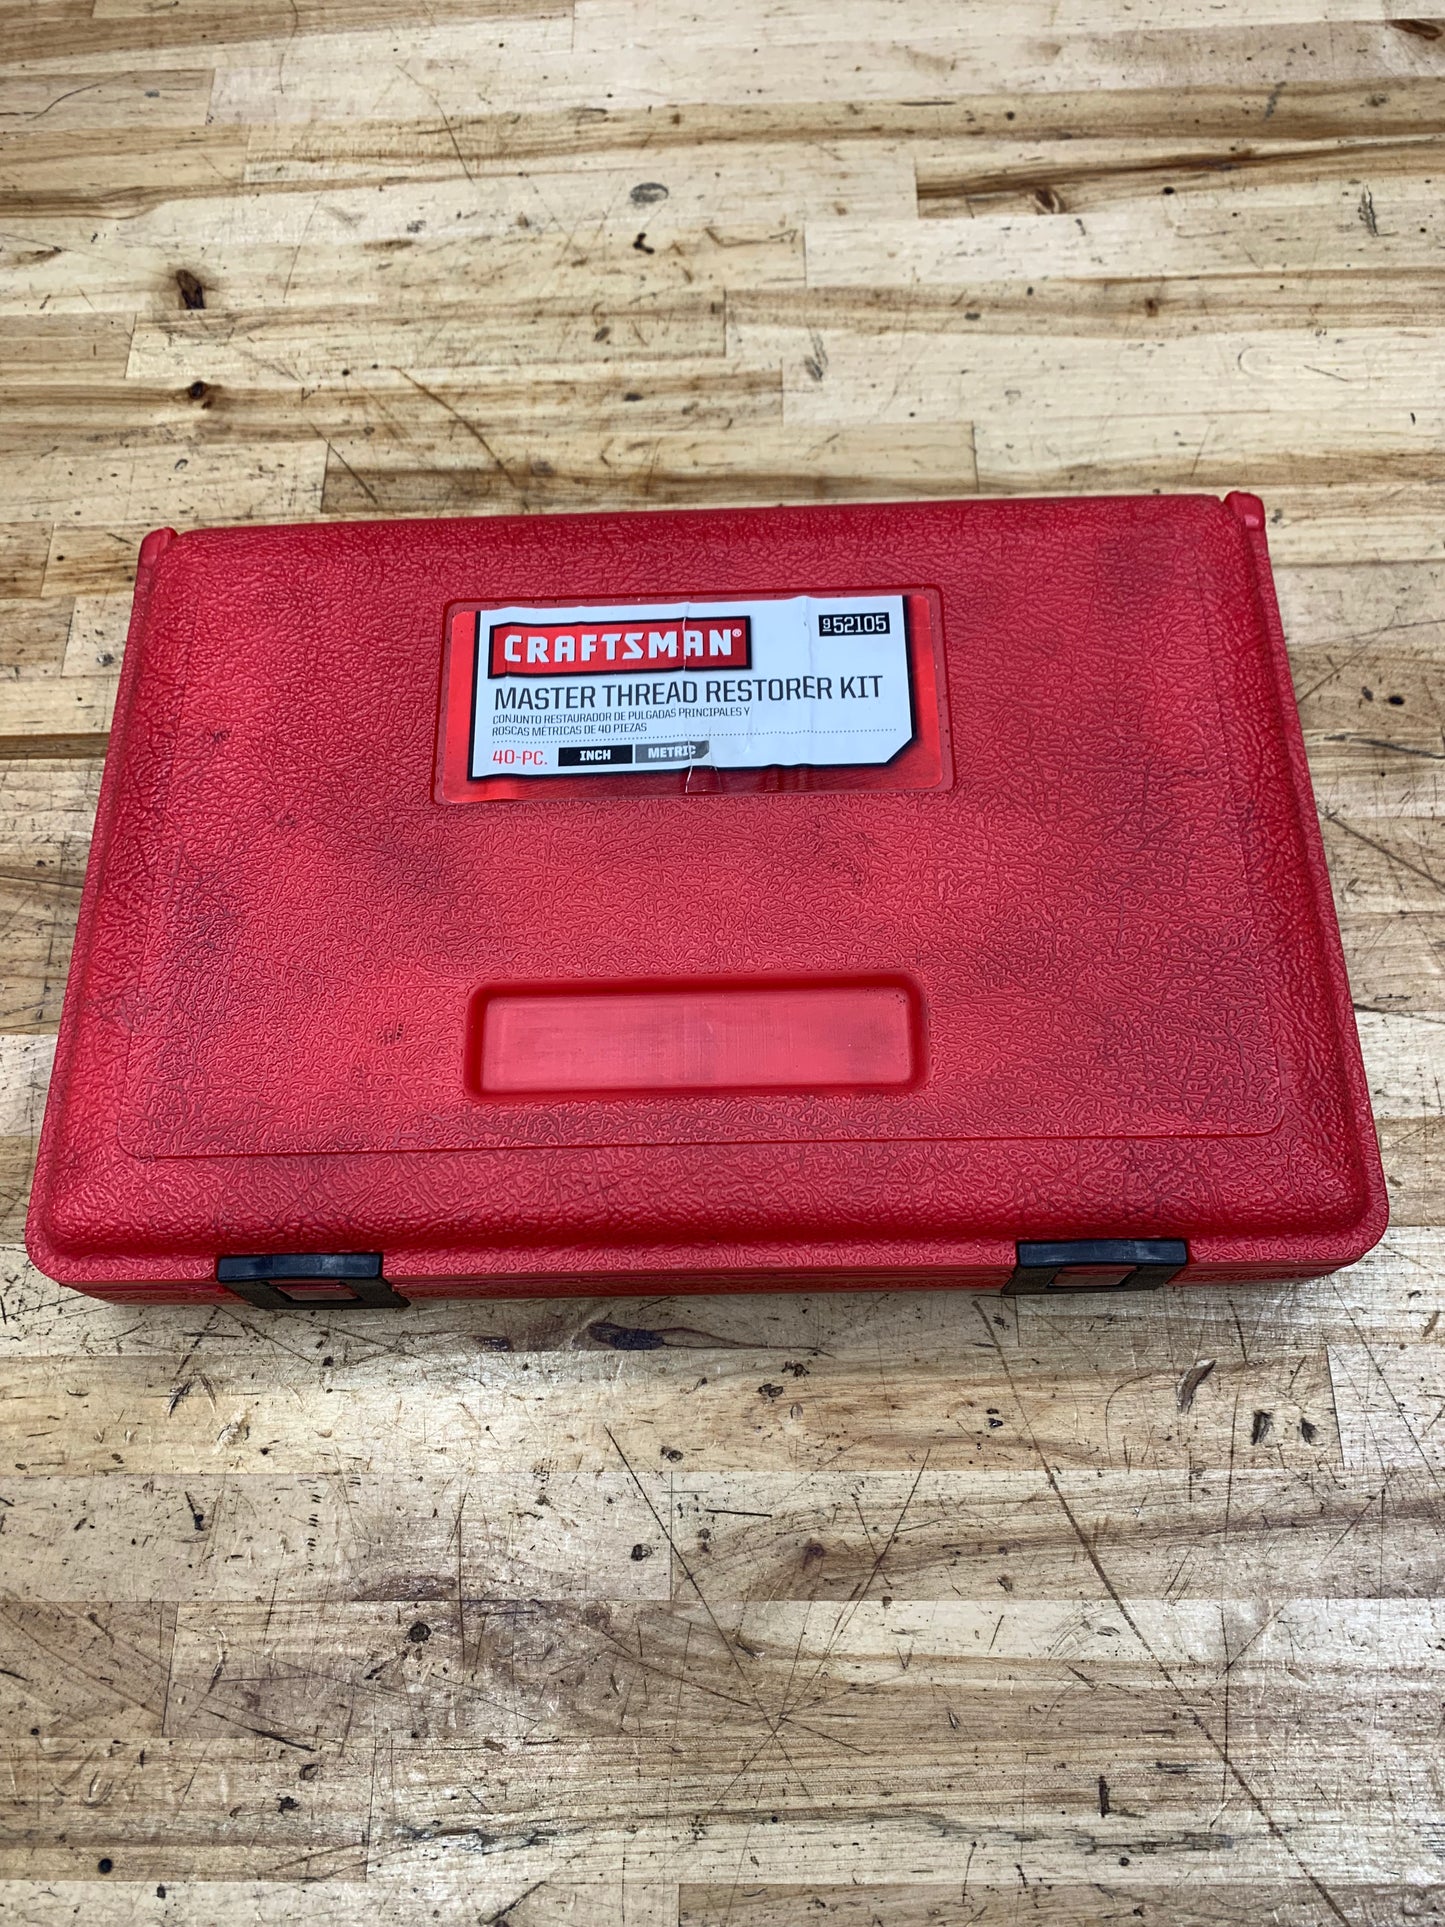 CRAFTSMAN®
9 52105
MASTER THREAD RESTORER KIT
CONJUNTO RESTAURADOR DE PULGADAS PRINCIPALES Y
ROSCAS MÉTRICAS DE 40 PIEZAS
40-PC. INCH METRIC